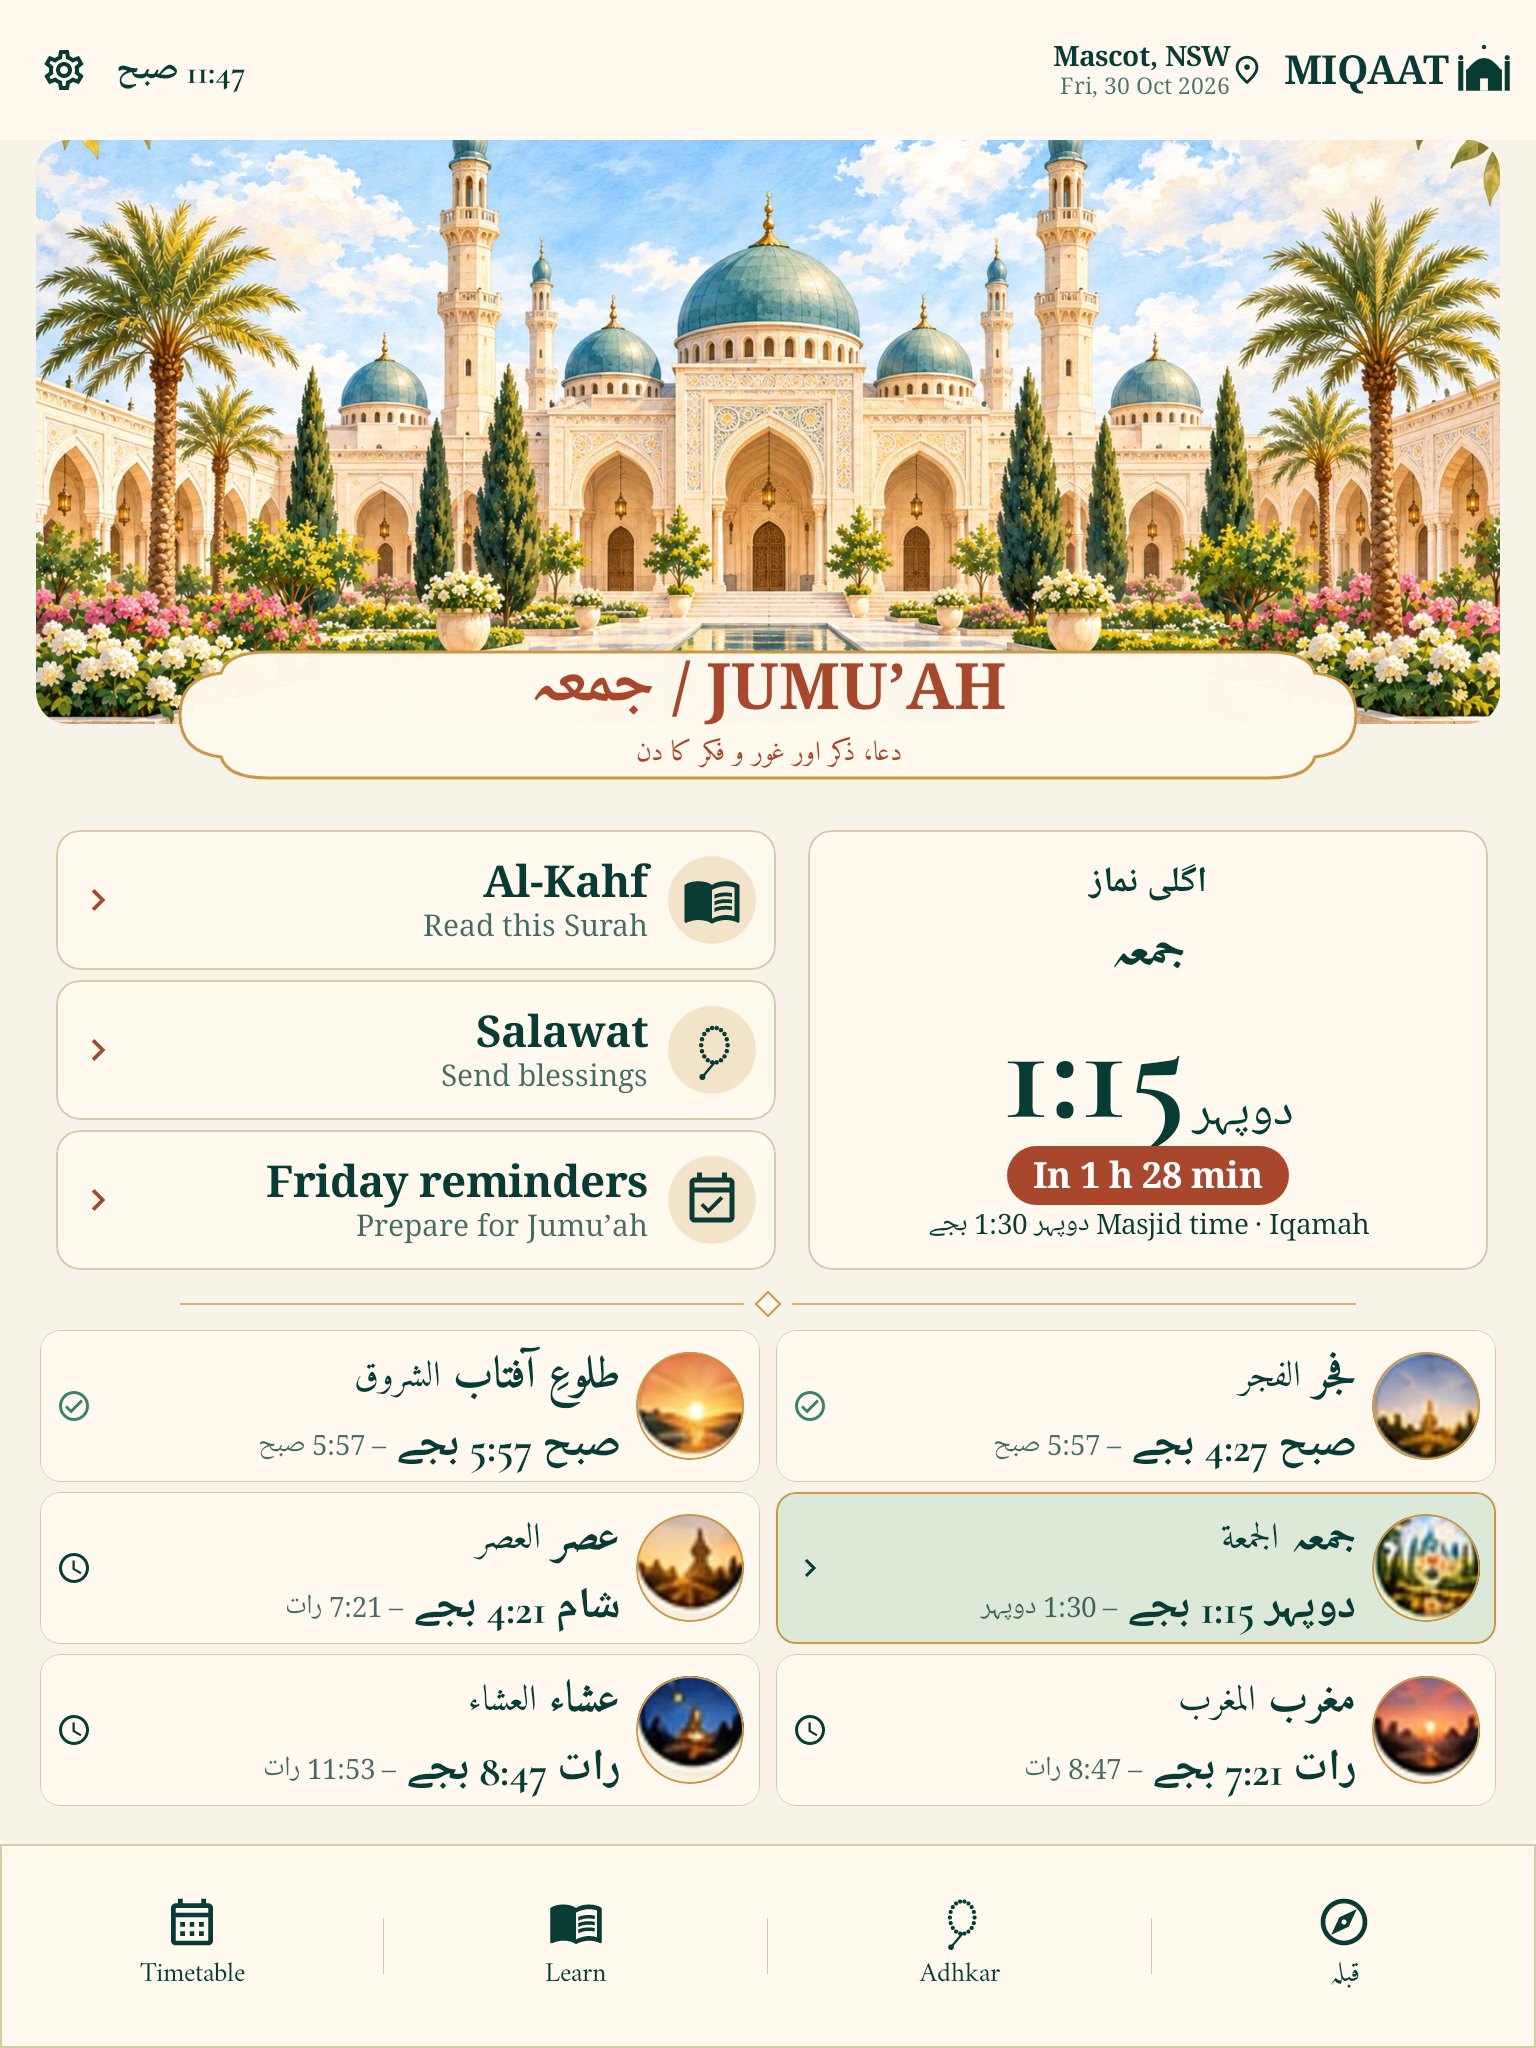 MIQAAT
Mascot, NSW
Fri, 30 Oct 2026
11:47 صبح
جمعہ / JUMU’AH
دعا، ذکر اور غور و فکر کا دن
اگلی نماز
جمعہ
1:15 دوپہر
In 1 h 28 min
Masjid time · Iqamah دوپہر 1:30 بجے
Al-Kahf
Read this Surah
Salawat
Send blessings
Friday reminders
Prepare for Jumu’ah
فجر الفجر
صبح 4:27 بجے – 5:57 صبح
طلوعِ آفتاب الشروق
صبح 5:57 بجے – 5:57 صبح
جمعہ الجمعة
دوپہر 1:15 بجے – 1:30 دوپہر
عصر العصر
شام 4:21 بجے – 7:21 رات
مغرب المغرب
رات 7:21 بجے – 8:47 رات
عشاء العشاء
رات 8:47 بجے – 11:53 رات
قبلہ
Adhkar
Learn
Timetable